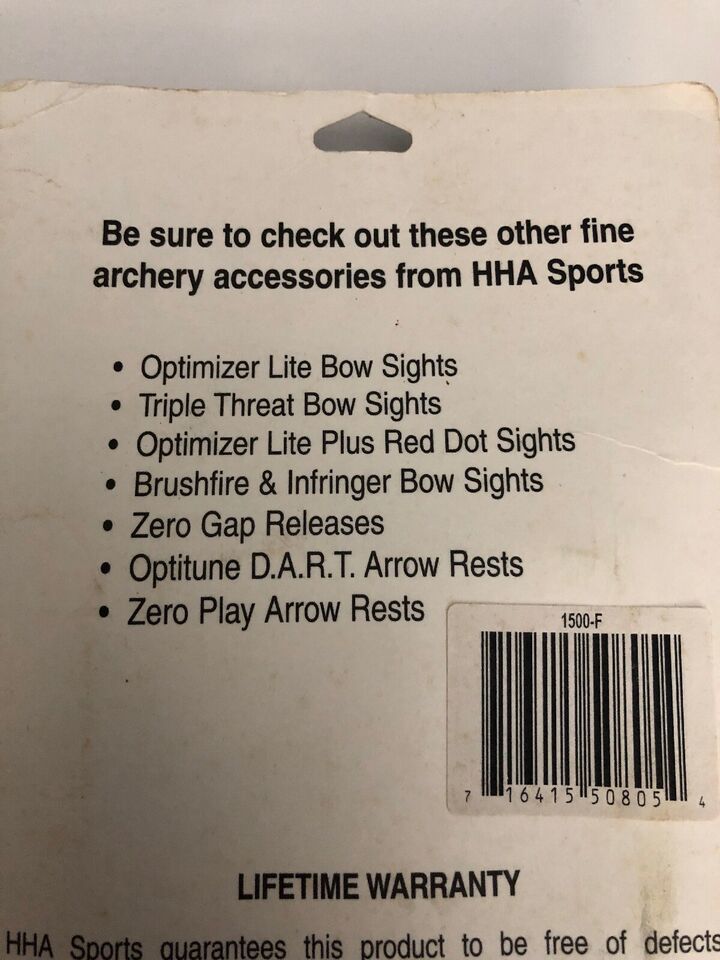 Be sure to check out these other fine
archery accessories from HHA Sports
• Optimizer Lite Bow Sights
• Triple Threat Bow Sights
• Optimizer Lite Plus Red Dot Sights
• Brushfire & Infringer Bow Sights
• Zero Gap Releases
• Optitune D.A.R.T. Arrow Rests
• Zero Play Arrow Rests
1500-F
7 16415 50805 4
LIFETIME WARRANTY
HHA Sports guarantees this product to be free of defects